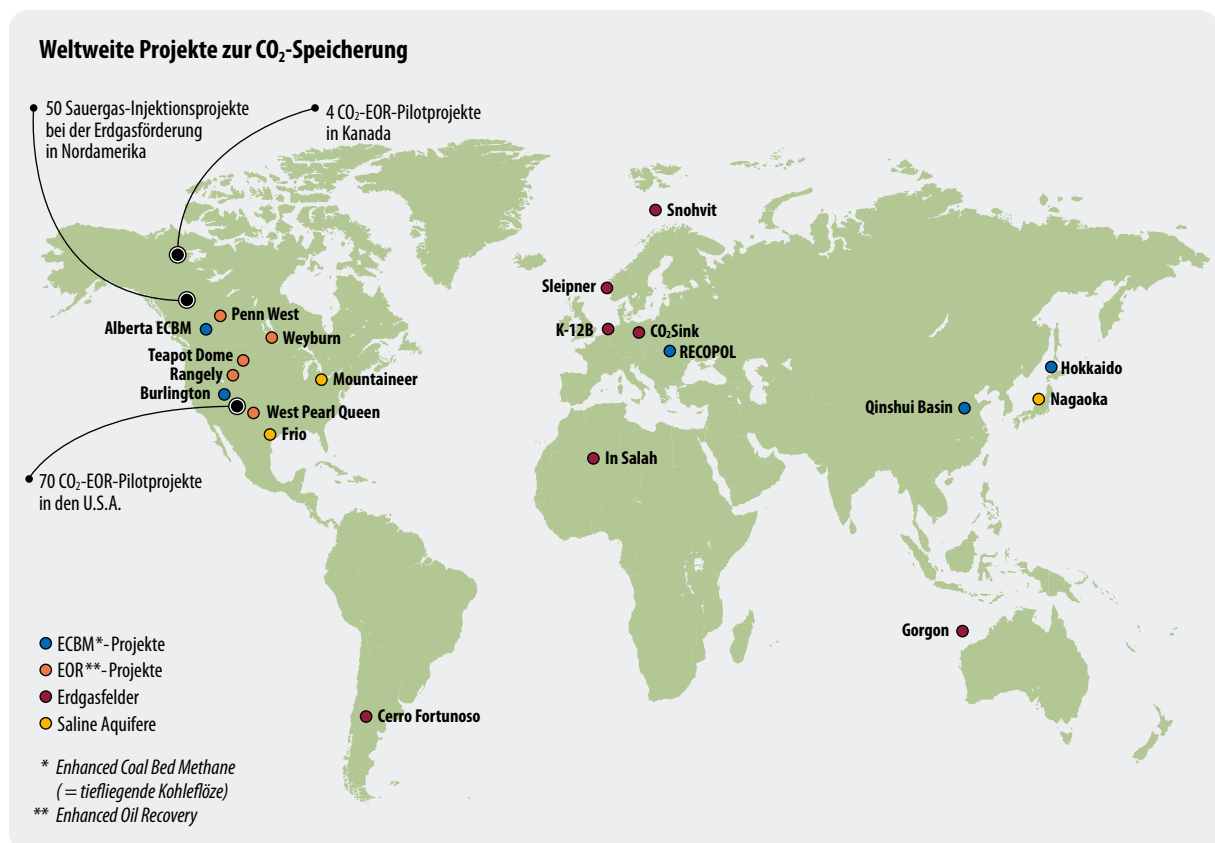 Weltweite Projekte zur CO₂-Speicherung
50 Sauergas-Injektionsprojekte
bei der Erdgasförderung
in Nordamerika
4 CO₂-EOR-Pilotprojekte
in Kanada
Snohvit
Sleipner
K-12B
CO₂Sink
RECOPOL
Penn West
Alberta ECBM
Weyburn
Teapot Dome
Rangely
Mountaineer
Burlington
West Pearl Queen
Frio
Hokkaido
Qinshui Basin
Nagaoka
In Salah
70 CO₂-EOR-Pilotprojekte
in den U.S.A.
Gorgon
Cerro Fortunoso
ECBM*-Projekte
EOR**-Projekte
Erdgasfelder
Saline Aquifere
* Enhanced Coal Bed Methane
( = tiefliegende Kohleflöze)
** Enhanced Oil Recovery